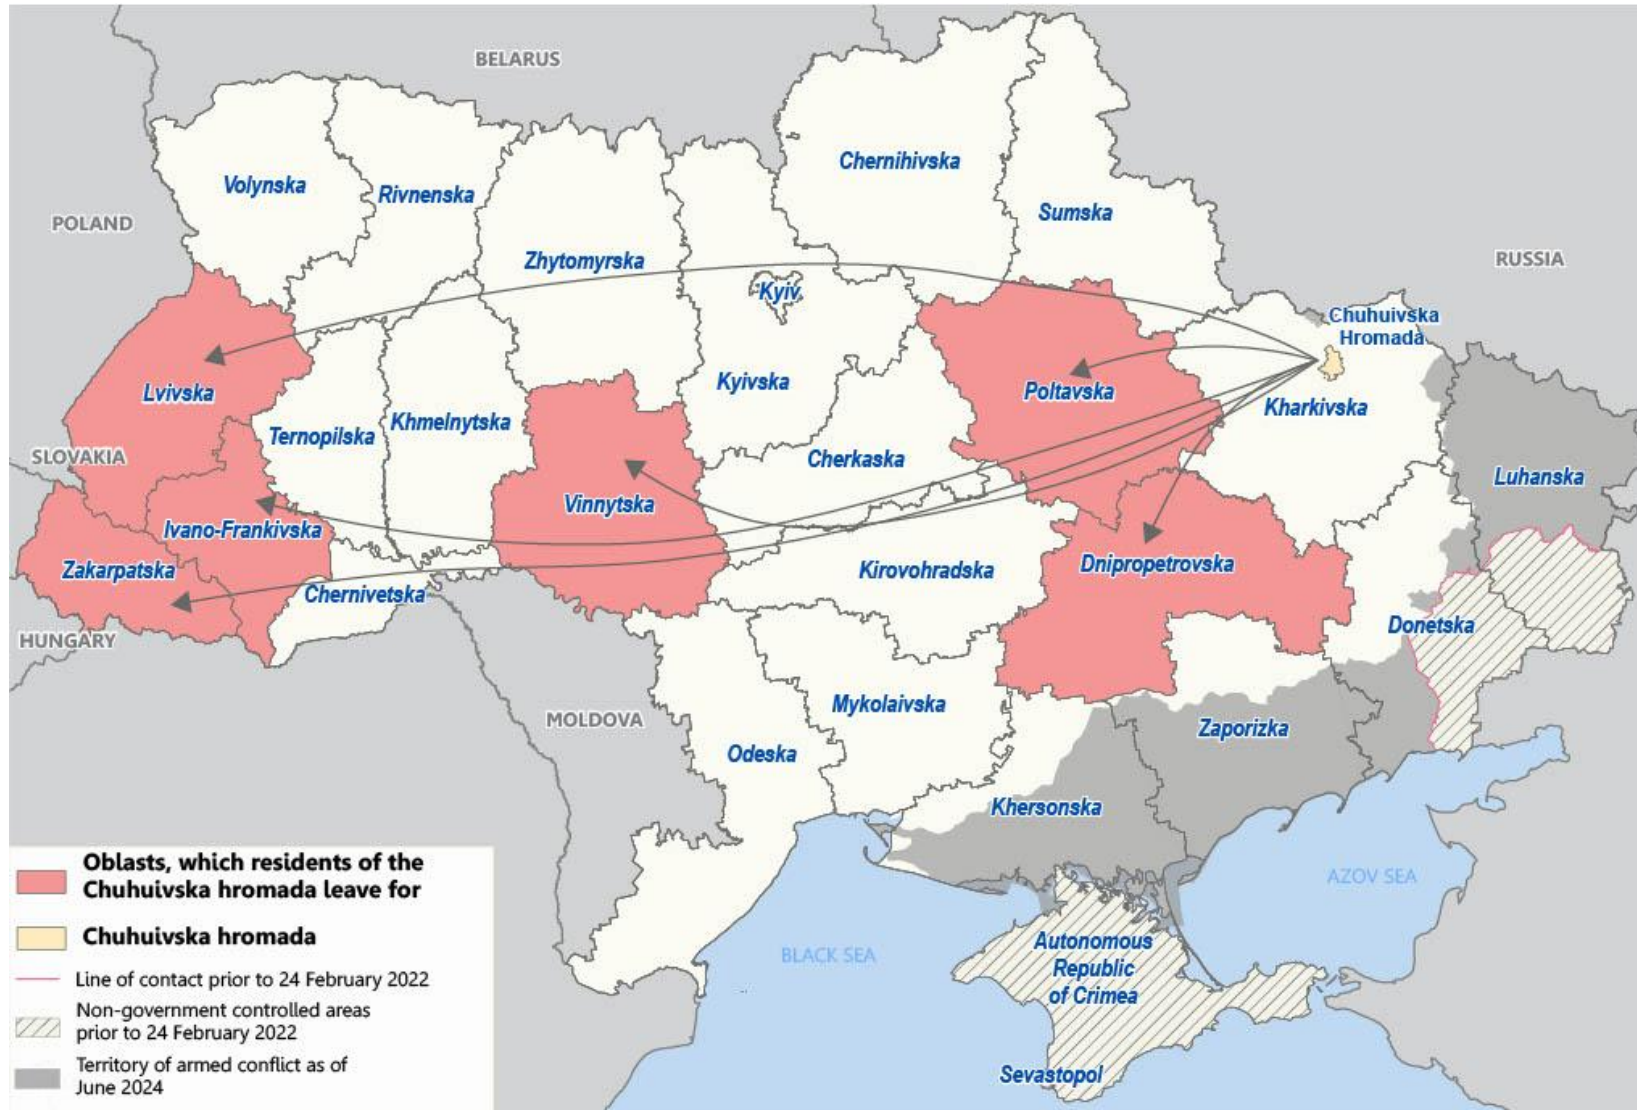 BELARUS
Chernihivska
Volynska
Rivnenska
Sumska
POLAND
Zhytomyrska
RUSSIA
Kyiv
Chuhuivska
Hromada
Kyivska
Lvivska
Poltavska
Kharkivska
Khmelnytska
Ternopilska
SLOVAKIA
Cherkaska
Luhanska
Vinnytska
Ivano-Frankivska
Zakarpatska
Kirovohradska
Dnipropetrovska
Chernivetska
Donetska
HUNGARY
Mykolaivska
MOLDOVA
Zaporizka
Odeska
Khersonska
AZOV SEA
BLACK SEA
Autonomous
Republic
of Crimea
Sevastopol
Oblasts, which residents of the
Chuhuivska hromada leave for
Chuhuivska hromada
Line of contact prior to 24 February 2022
Non-government controlled areas
prior to 24 February 2022
Territory of armed conflict as of
June 2024